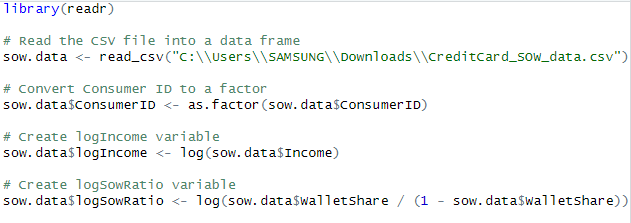 library(readr)
# Read the CSV file into a data frame
sow.data <- read_csv("C:\\Users\\SAMSUNG\\Downloads\\CreditCard_SOW_data.csv")
# Convert Consumer ID to a factor
sow.data$ConsumerID <- as.factor(sow.data$ConsumerID)
# Create logIncome variable
sow.data$logIncome <- log(sow.data$Income)
# Create logSowRatio variable
sow.data$logSowRatio <- log(sow.data$WalletShare / (1 - sow.data$WalletShare))